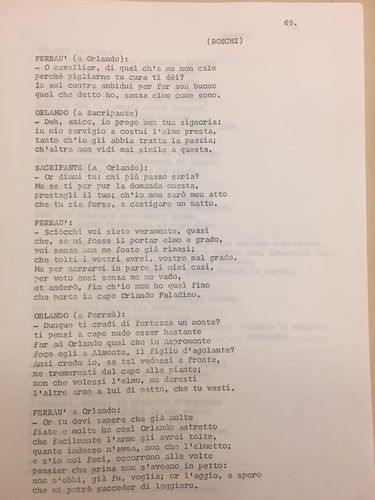 69.
(BOSCHI)
FERRAU' (a Orlando):
- O cavallier, di quel ch'a me non cale
perchè pigliarne tu cura ti dèi?
Io sol contra ambidui per far son buono
quel che detto ho, senza elmo come sono.
ORLANDO (a Sacripante)
- Deh, amico, io prego ben tua signoria:
in mio servigio a costui l'elmo presta,
tanto ch'io gli abbia tratta la pazzia;
ch'altra non vidi mai simile a questa.
SACRIPANTE (a Orlando):
- Or dimmi tu: chi più pazzo saria?
Ma se ti par pur la domanda onesta,
prestagli il tuo; ch'io non sarò men atto
che tu sia forse, a castigare un matto.
FERRAU':
- Sciocchi voi siete veramente, quasi
che, se mi fosse il portar elmo e grado,
voi senza non ne foste già rimasi;
che tolti i vostri avrei, vostro mal grado.
Ma per narrarvi in parte li miei casi,
per voto così senza me ne vado,
et anderò, fin ch'io non ho quel fino
che porta in capo Orlando Paladino.
ORLANDO (a Ferraù):
- Dunque ti credi di fortezza un monte?
ti pensi a capo nudo esser bastante
far ad Orlando quel che in Aspromonte
fece egli a Almonte, il figlio d'agolante?
Anzi credo io, se tel vedessi a fronte,
ne tremeresti dal capo alle piante;
non che volessi l'elmo, ma darosti
l'altre arme a lui di patto, che tu vesti.
FERRAU' a Orlando:
- Or tu devi sapere che già molte
fiate e molte ho così Orlando astretto
che facilmente l'arme gli avrei tolte,
quante indosso n'avea, non che l'elmetto;
e s'io nol feci, occorrono alle volte
Pensier che prima non s'aveano in petto:
non n'ebbi, già fu, voglia; or l'aggio, e spero
che mi potrà succeder di leggiero.